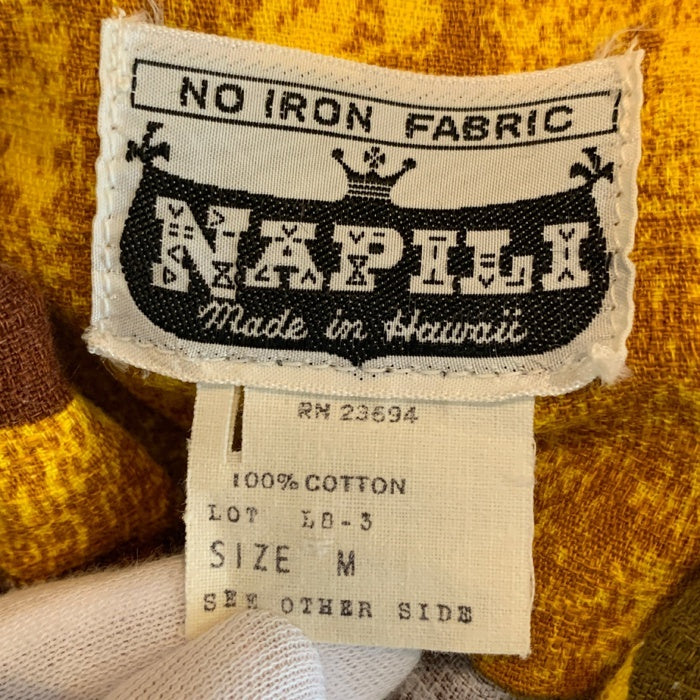 NO IRON FABRIC
NAPILI
Made in Hawaii
RN 23694
100% COTTON
LOT LB-3
SIZE M
SEE OTHER SIDE